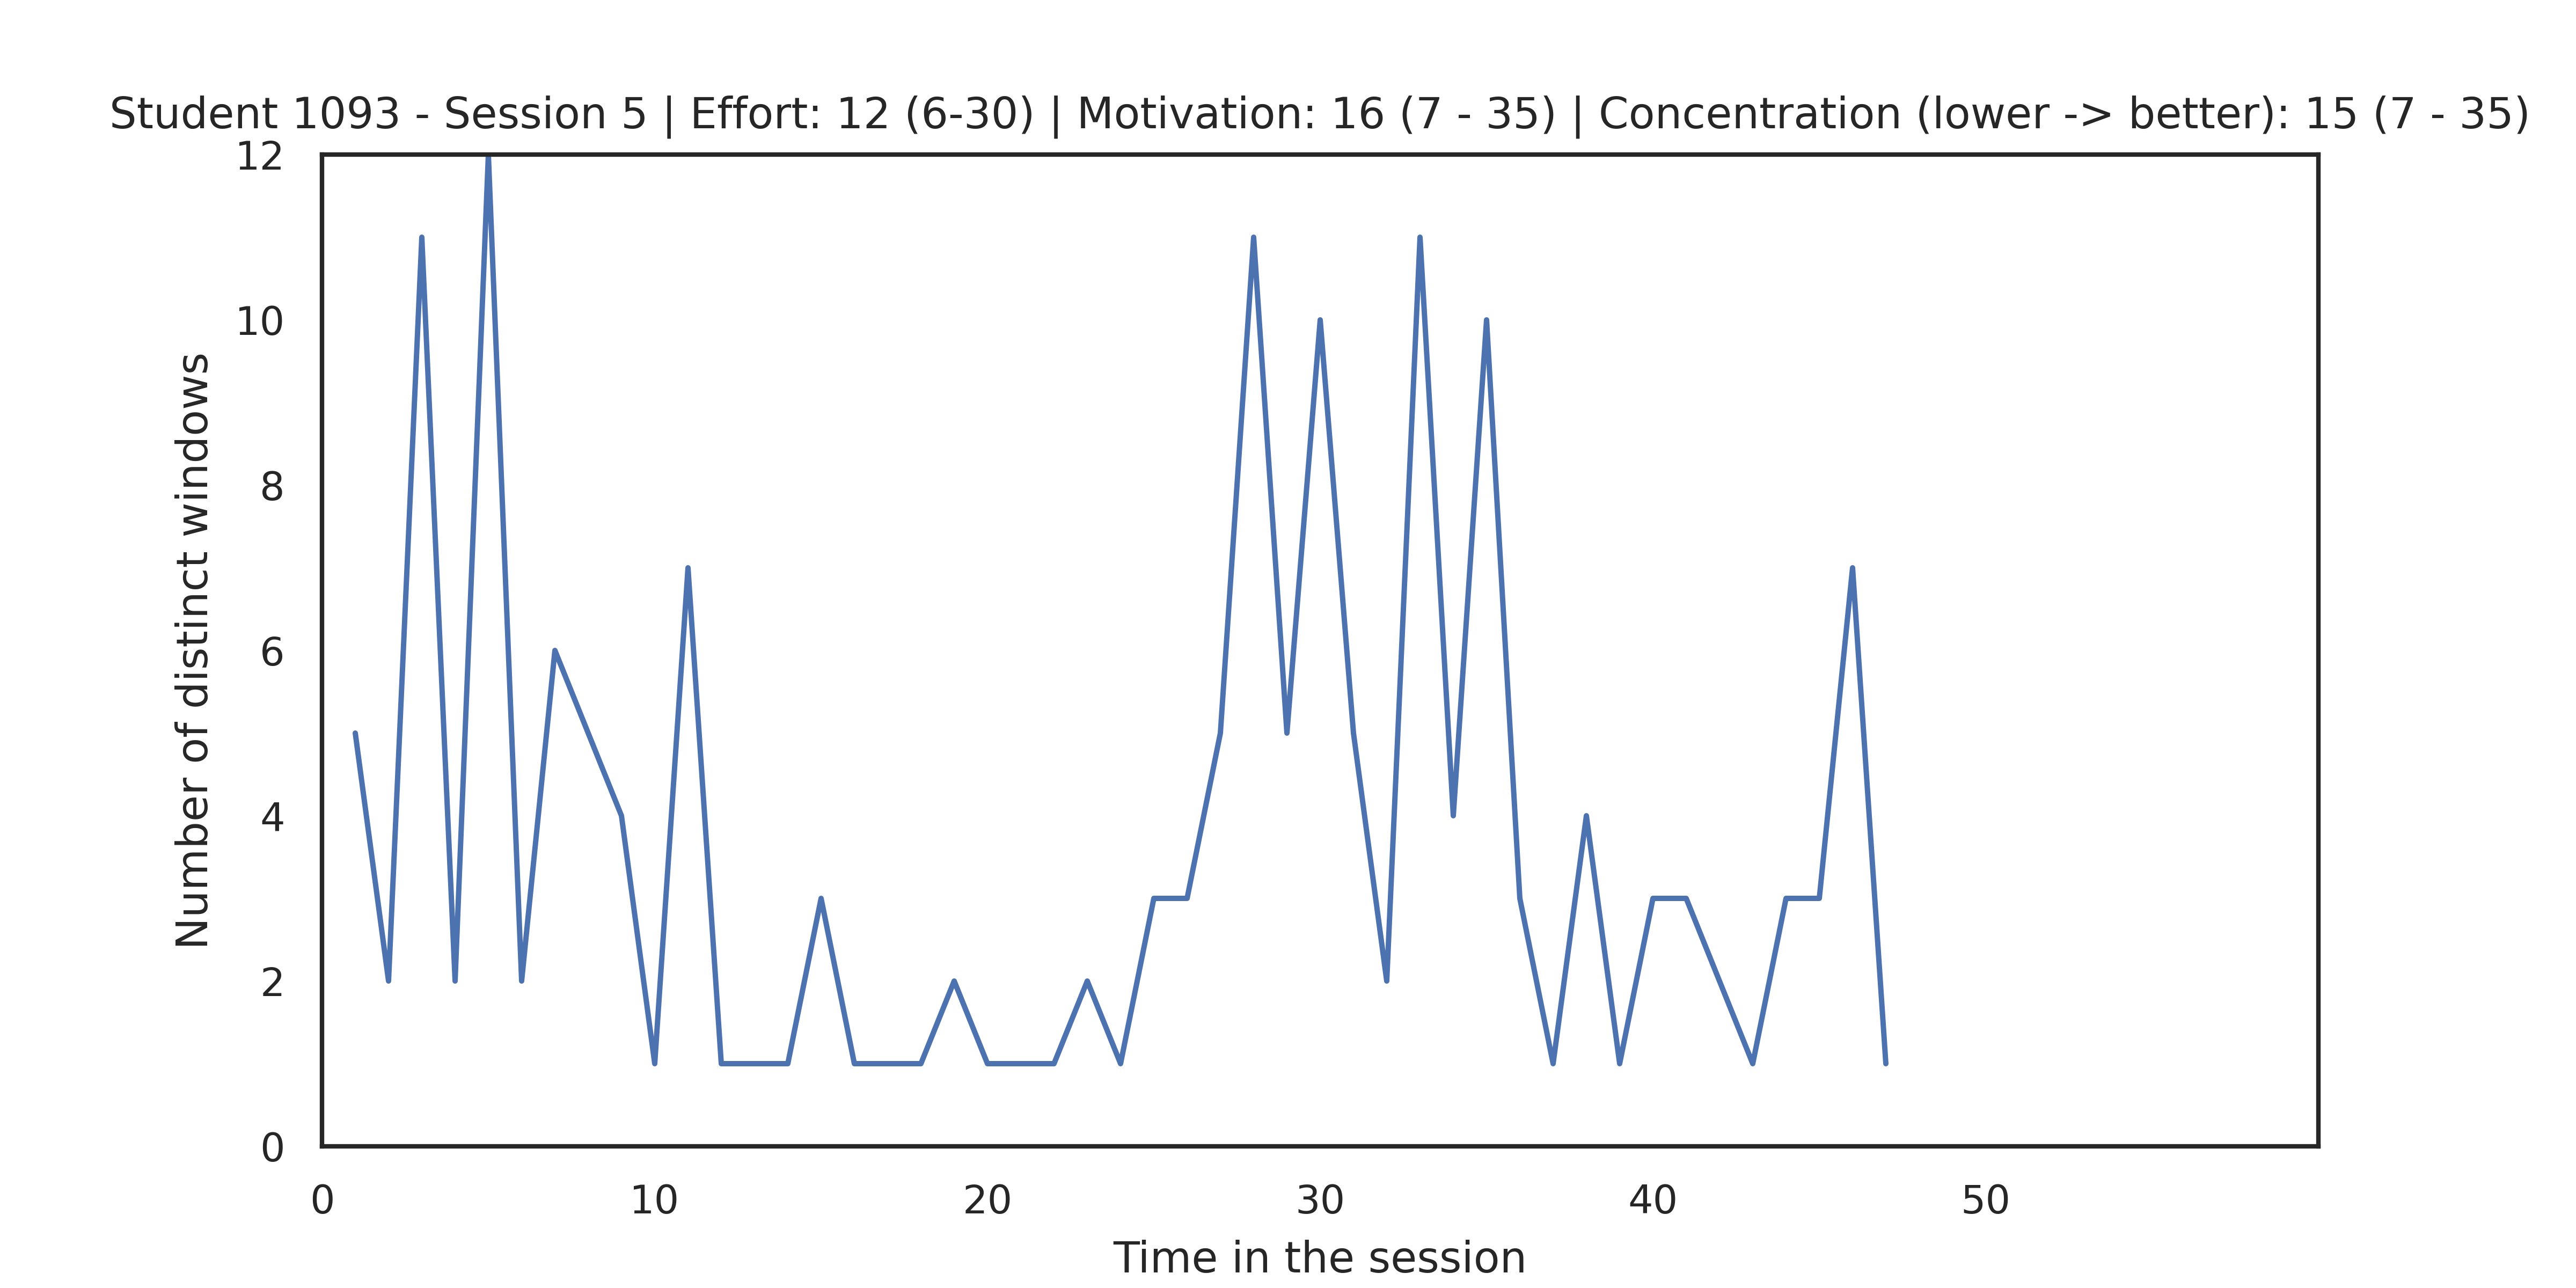 Student 1093 - Session 5 | Effort: 12 (6-30) | Motivation: 16 (7 - 35) | Concentration (lower -> better): 15 (7 - 35)
12
10
8
6
4
2
0
Number of distinct windows
0 10 20 30 40 50
Time in the session